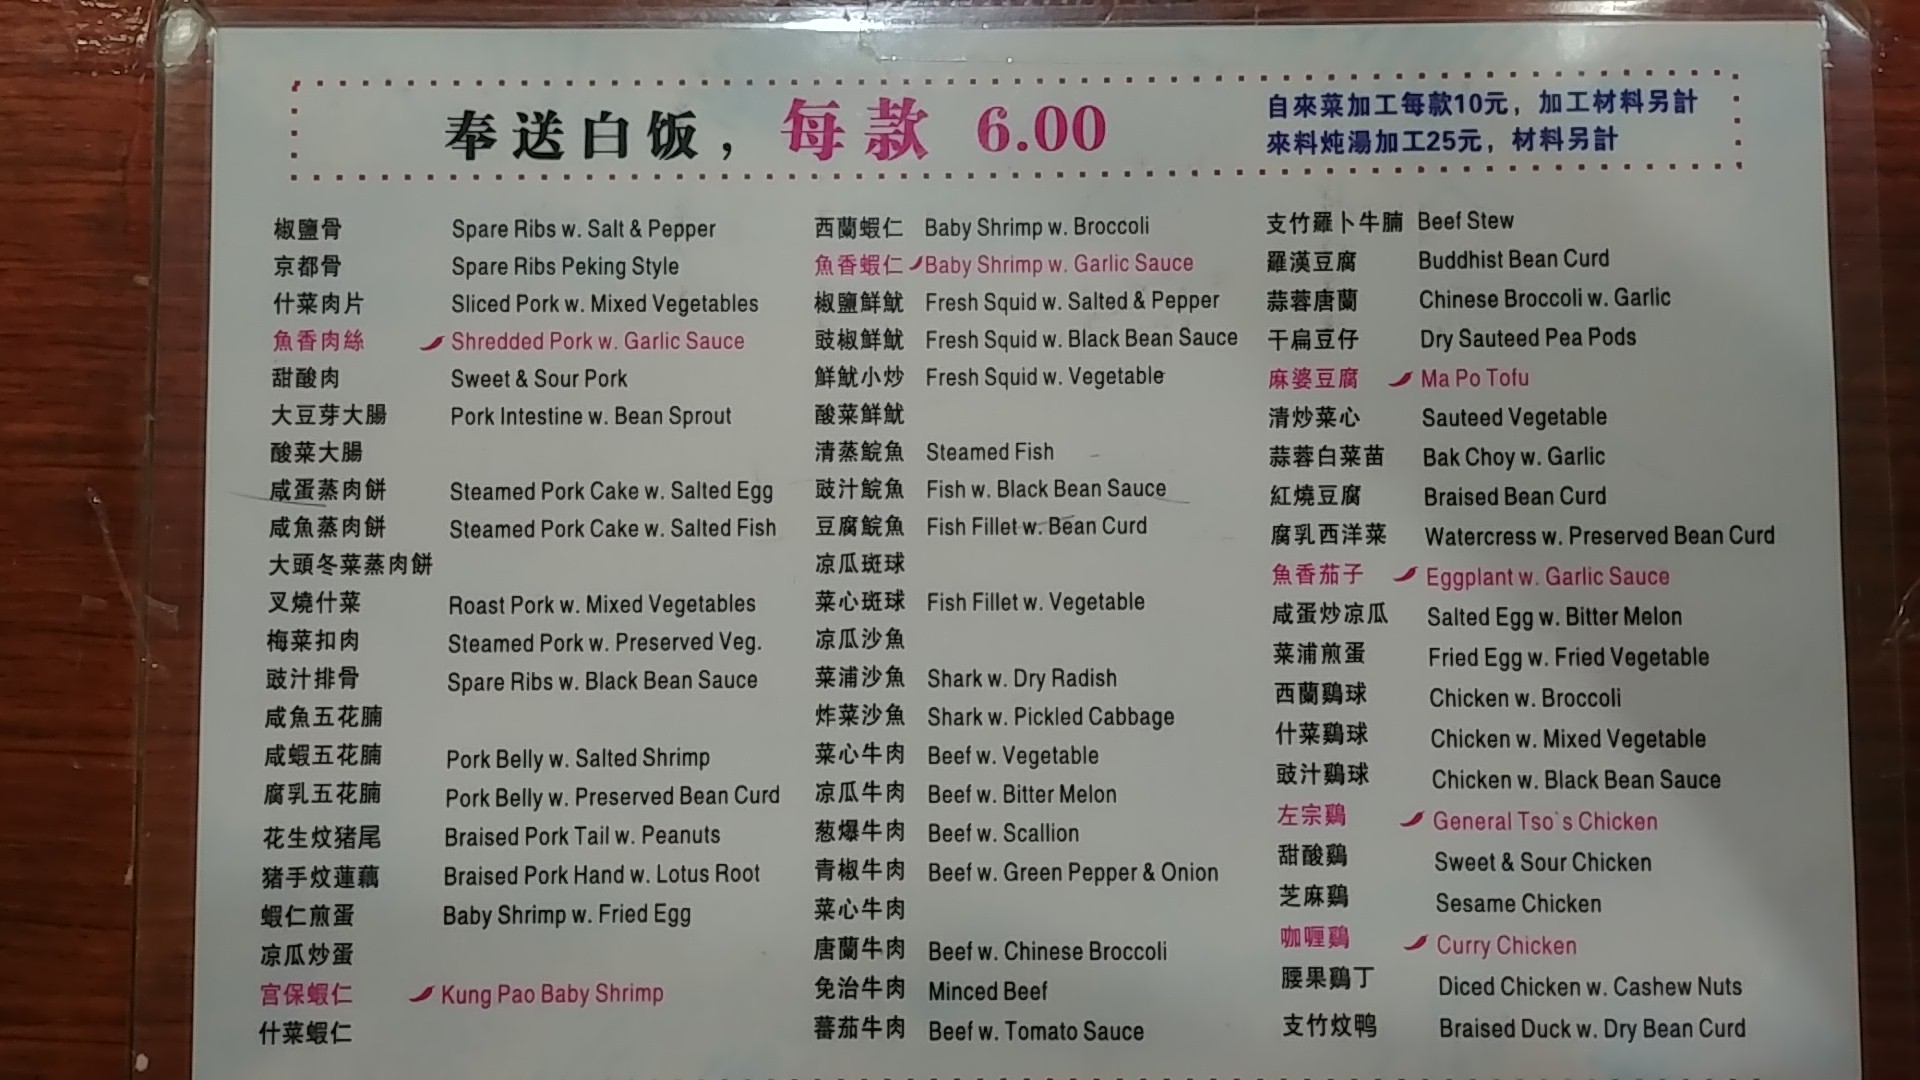 奉送白饭，每款 6.00
自來菜加工每款10元，加工材料另計
來料炖湯加工25元，材料另計
椒鹽骨 Spare Ribs w. Salt & Pepper
京都骨 Spare Ribs Peking Style
什菜肉片 Sliced Pork w. Mixed Vegetables
魚香肉絲 Shredded Pork w. Garlic Sauce
甜酸肉 Sweet & Sour Pork
大豆芽大腸 Pork Intestine w. Bean Sprout
酸菜大腸
咸蛋蒸肉餅 Steamed Pork Cake w. Salted Egg
咸魚蒸肉餅 Steamed Pork Cake w. Salted Fish
大頭冬菜蒸肉餅
叉燒什菜 Roast Pork w. Mixed Vegetables
梅菜扣肉 Steamed Pork w. Preserved Veg.
豉汁排骨 Spare Ribs w. Black Bean Sauce
咸魚五花腩
咸蝦五花腩 Pork Belly w. Salted Shrimp
腐乳五花腩 Pork Belly w. Preserved Bean Curd
花生炆猪尾 Braised Pork Tail w. Peanuts
猪手炆蓮藕 Braised Pork Hand w. Lotus Root
蝦仁煎蛋 Baby Shrimp w. Fried Egg
凉瓜炒蛋
宫保蝦仁 Kung Pao Baby Shrimp
什菜蝦仁
西蘭蝦仁 Baby Shrimp w. Broccoli
魚香蝦仁 Baby Shrimp w. Garlic Sauce
椒鹽鮮魷 Fresh Squid w. Salted & Pepper
豉椒鮮魷 Fresh Squid w. Black Bean Sauce
鮮魷小炒 Fresh Squid w. Vegetable
酸菜鮮魷
清蒸鯇魚 Steamed Fish
豉汁鯇魚 Fish w. Black Bean Sauce
豆腐鯇魚 Fish Fillet w. Bean Curd
凉瓜斑球
菜心斑球 Fish Fillet w. Vegetable
凉瓜沙魚
菜浦沙魚 Shark w. Dry Radish
炸菜沙魚 Shark w. Pickled Cabbage
菜心牛肉 Beef w. Vegetable
凉瓜牛肉 Beef w. Bitter Melon
葱爆牛肉 Beef w. Scallion
青椒牛肉 Beef w. Green Pepper & Onion
菜心牛肉
唐蘭牛肉 Beef w. Chinese Broccoli
免治牛肉 Minced Beef
蕃茄牛肉 Beef w. Tomato Sauce
支竹羅卜牛腩 Beef Stew
羅漢豆腐 Buddhist Bean Curd
蒜蓉唐蘭 Chinese Broccoli w. Garlic
干扁豆仔 Dry Sauteed Pea Pods
麻婆豆腐 Ma Po Tofu
清炒菜心 Sauteed Vegetable
蒜蓉白菜苗 Bak Choy w. Garlic
紅燒豆腐 Braised Bean Curd
腐乳西洋菜 Watercress w. Preserved Bean Curd
魚香茄子 Eggplant w. Garlic Sauce
咸蛋炒凉瓜 Salted Egg w. Bitter Melon
菜浦煎蛋 Fried Egg w. Fried Vegetable
西蘭鷄球 Chicken w. Broccoli
什菜鷄球 Chicken w. Mixed Vegetable
豉汁鷄球 Chicken w. Black Bean Sauce
左宗鷄 General Tso`s Chicken
甜酸鷄 Sweet & Sour Chicken
芝麻鷄 Sesame Chicken
咖喱鷄 Curry Chicken
腰果鷄丁 Diced Chicken w. Cashew Nuts
支竹炆鸭 Braised Duck w. Dry Bean Curd